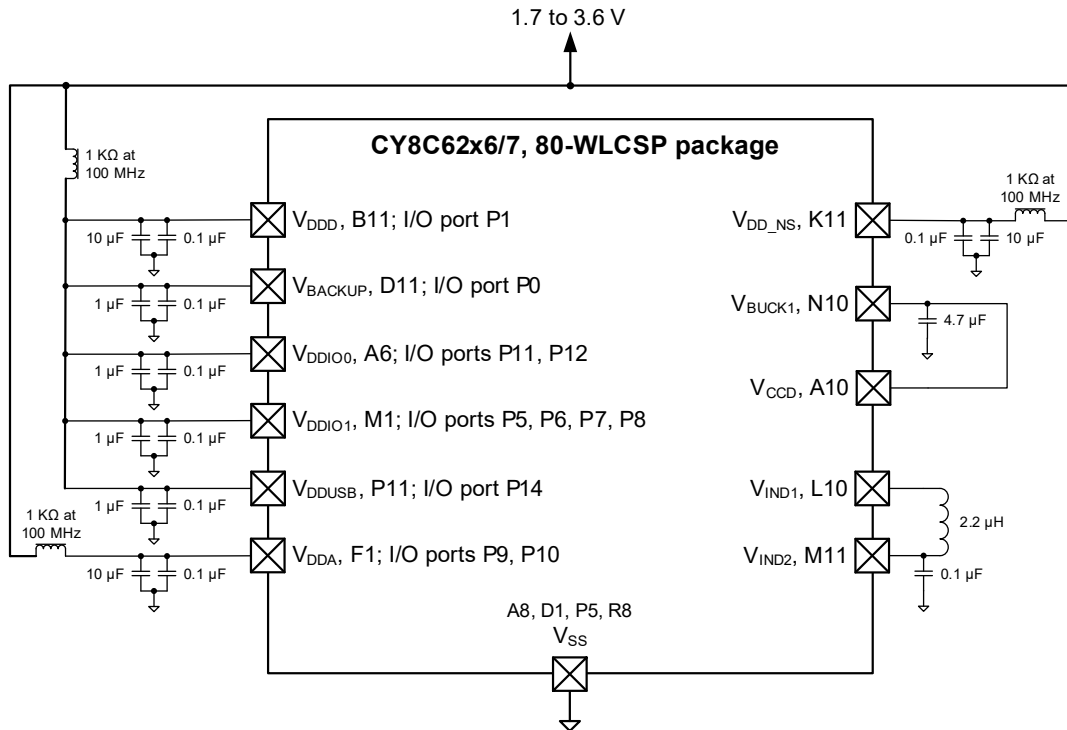 1.7 to 3.6 V
CY8C62x6/7, 80-WLCSP package
1 KΩ at
100 MHz
1 KΩ at
100 MHz
VDDD, B11; I/O port P1
10 µF
0.1 µF
VDD_NS, K11
0.1 µF
10 µF
VBACKUP, D11; I/O port P0
1 µF
0.1 µF
VBUCK1, N10
4.7 µF
VDDIO0, A6; I/O ports P11, P12
1 µF
0.1 µF
VCCD, A10
VDDIO1, M1; I/O ports P5, P6, P7, P8
1 µF
0.1 µF
VDDUSB, P11; I/O port P14
1 µF
0.1 µF
VIND1, L10
2.2 µH
1 KΩ at
100 MHz
VDDA, F1; I/O ports P9, P10
10 µF
0.1 µF
VIND2, M11
0.1 µF
A8, D1, P5, R8
VSS